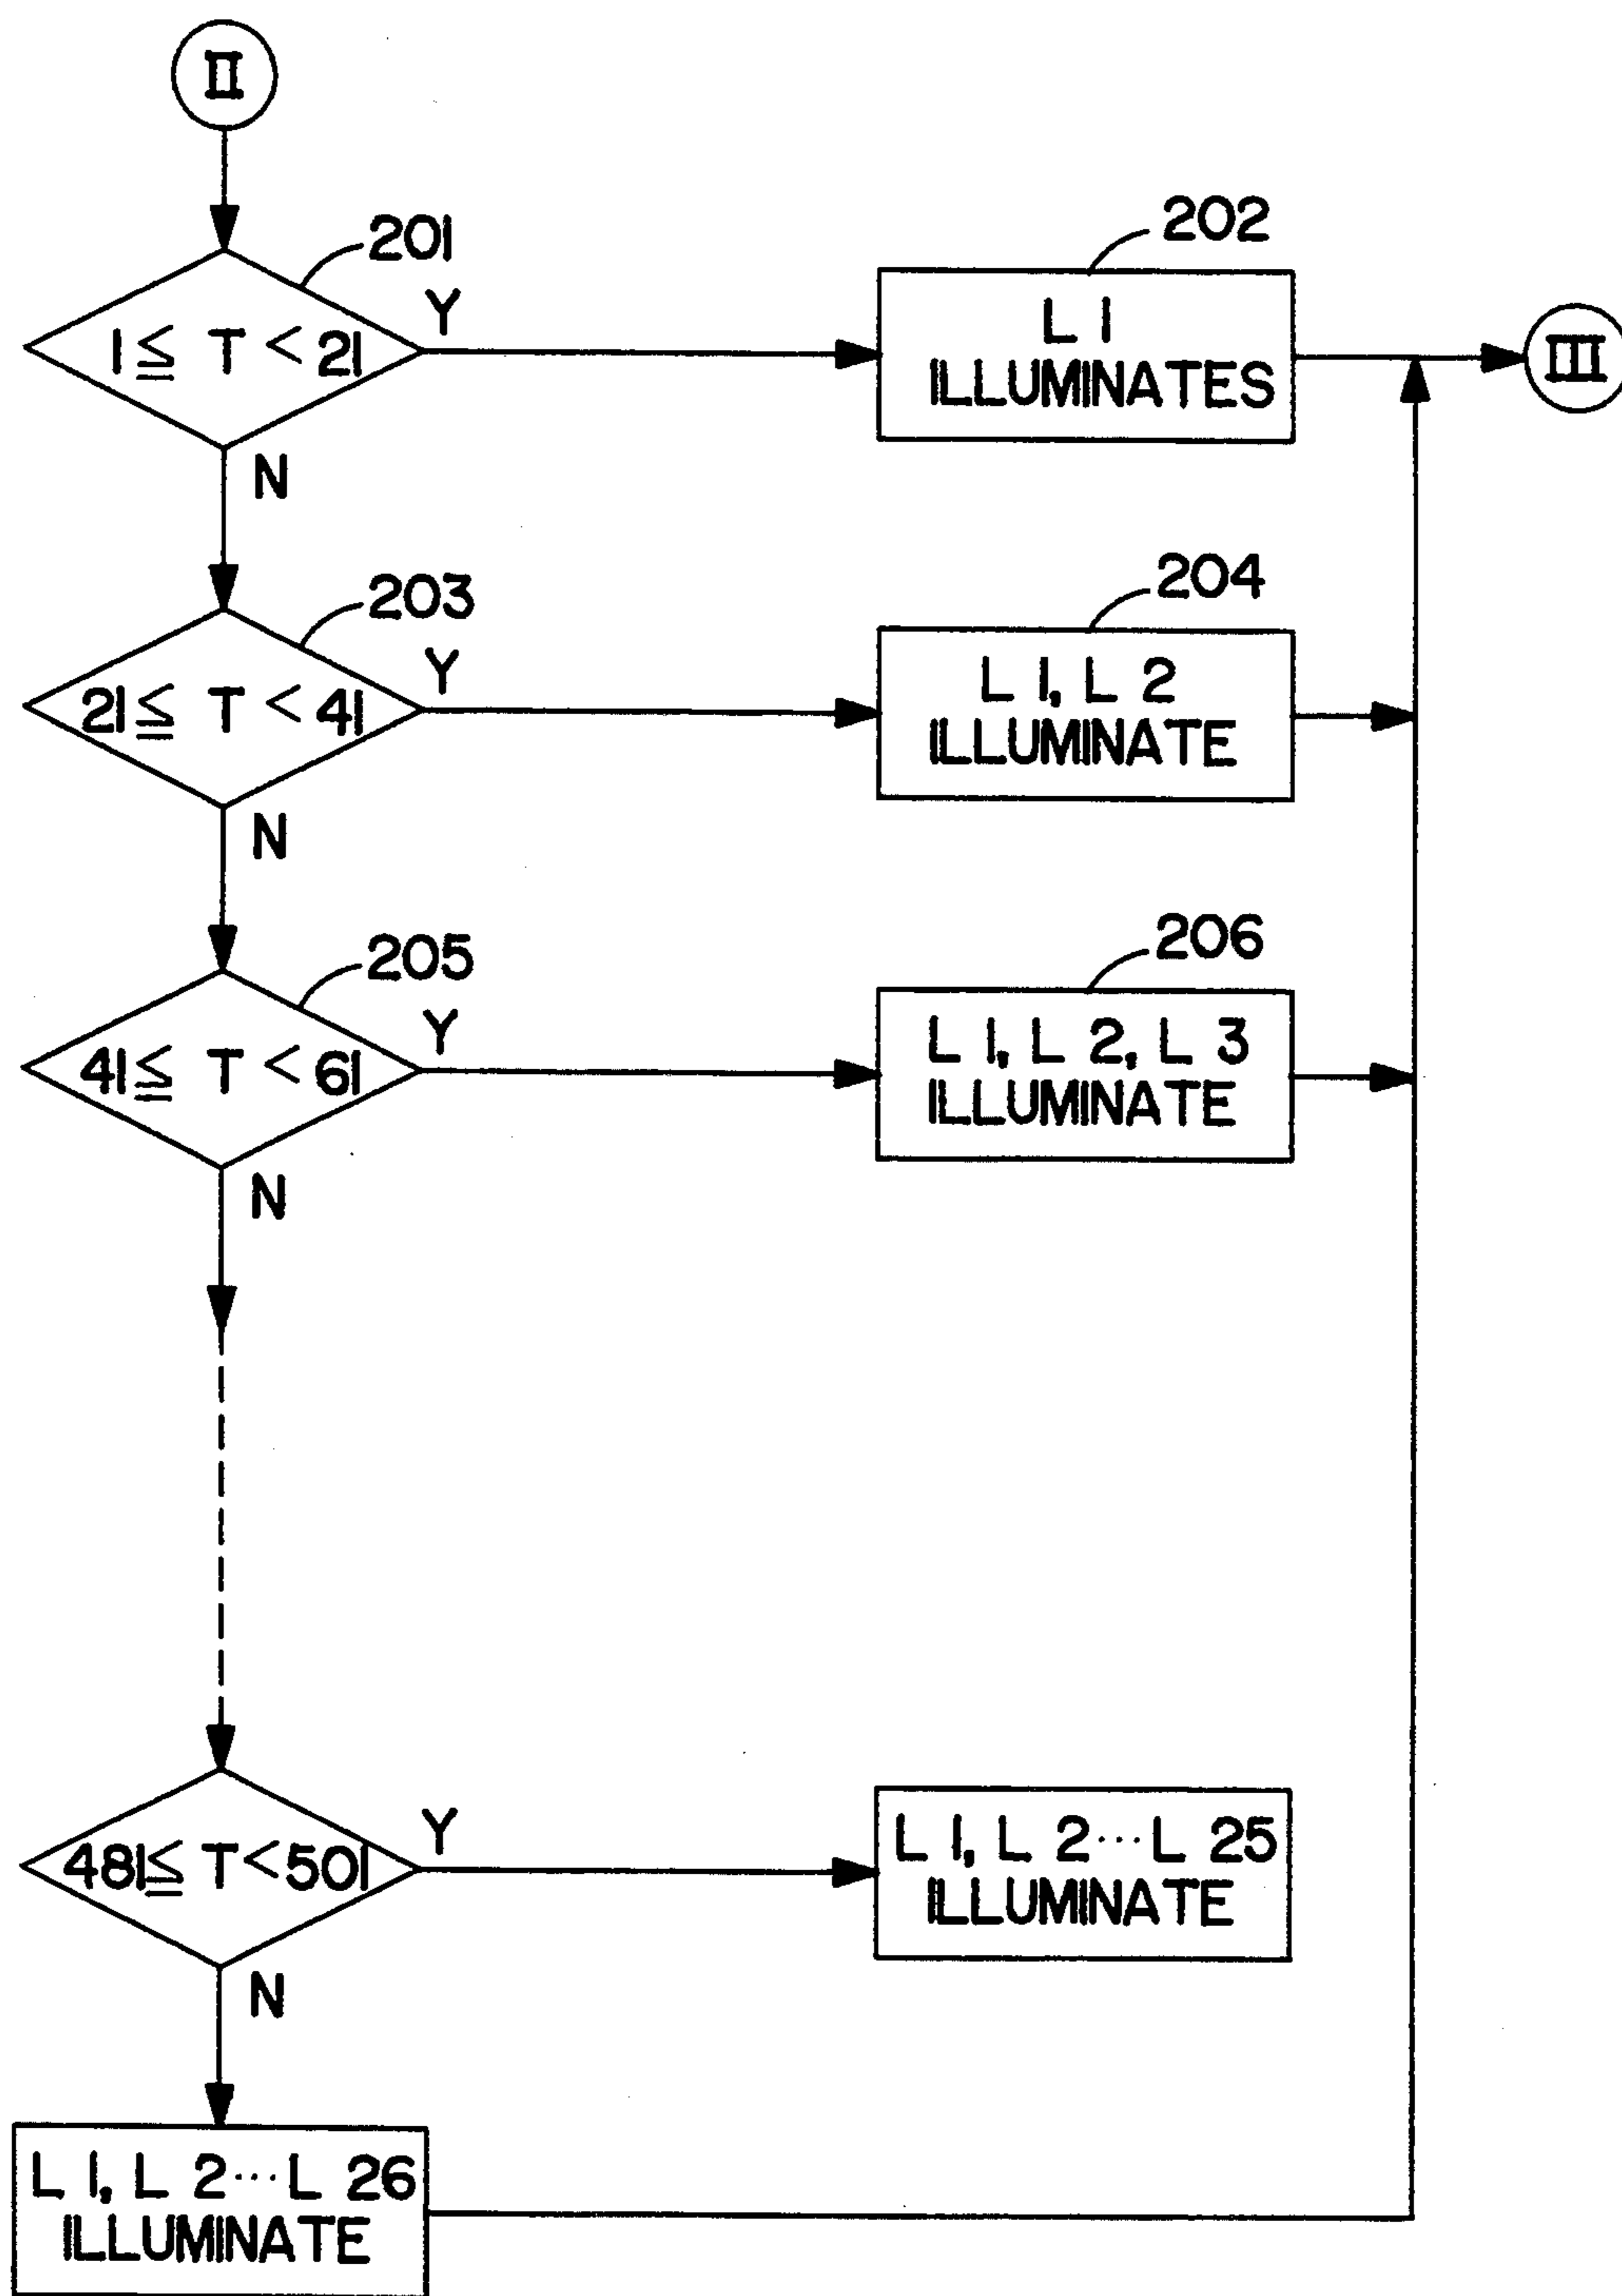 II
201
1 ≦ T < 21
Y
N
202
L 1
ILLUMINATES
III
203
21 ≦ T < 41
Y
N
204
L 1, L 2
ILLUMINATE
205
41 ≦ T < 61
Y
N
206
L 1, L 2, L 3
ILLUMINATE
481 ≦ T < 501
Y
N
L 1, L 2 ··· L 25
ILLUMINATE
L 1, L 2 ··· L 26
ILLUMINATE